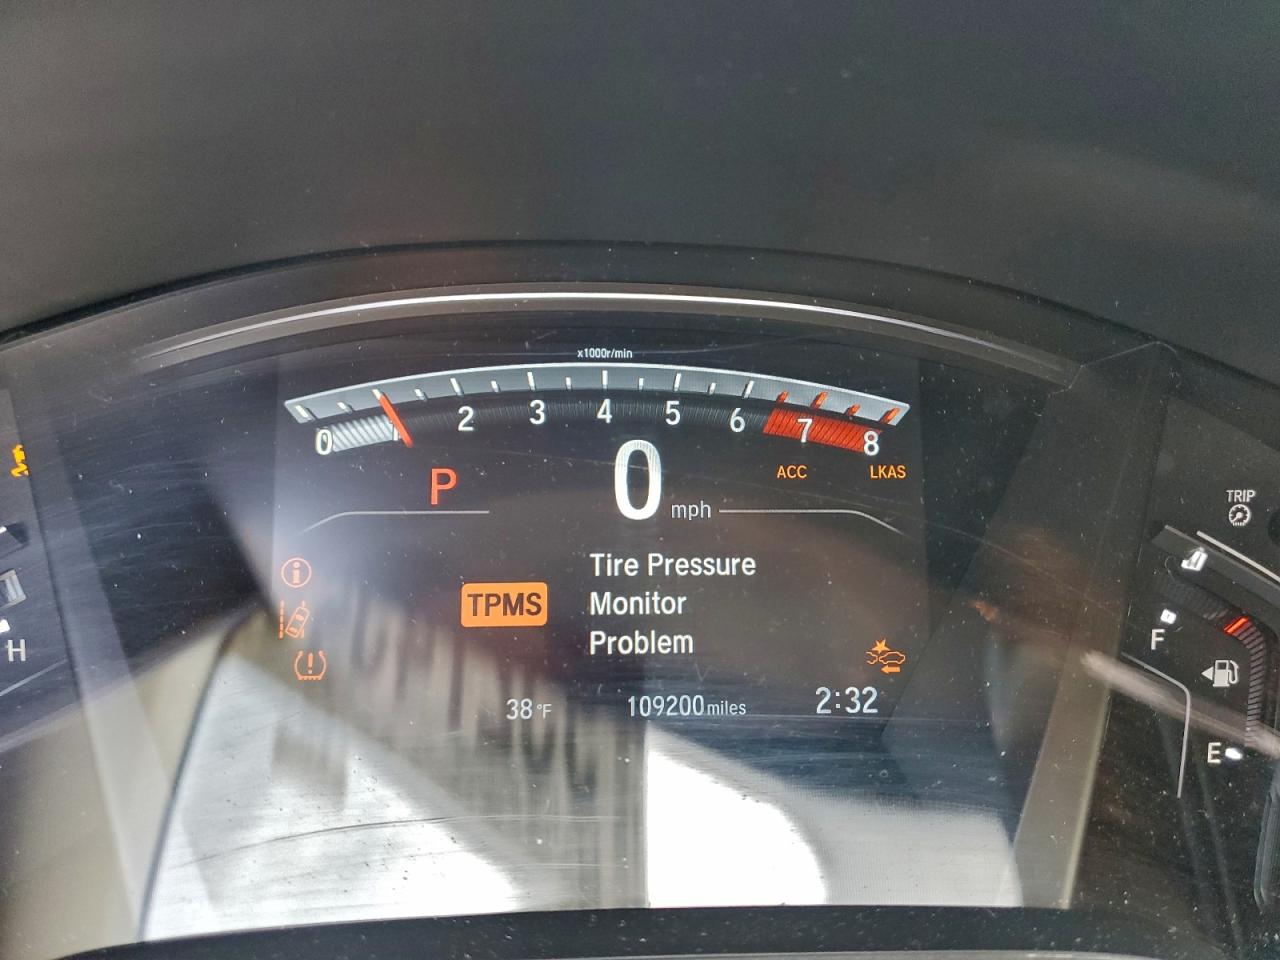 x1000r/min
0 1 2 3 4 5 6 7 8
P
0 mph
ACC
LKAS
TRIP
Tire Pressure
TPMS
Monitor
Problem
H
F
E
38°F
109200 miles
2:32